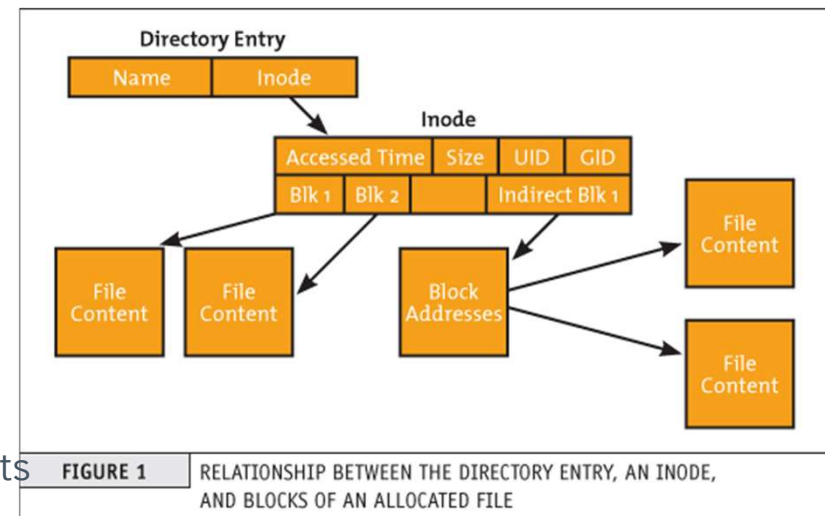 Directory Entry
Name Inode
Inode
Accessed Time Size UID GID
Blk 1 Blk 2 Indirect Blk 1
File
Content
File
Content
Block
Addresses
File
Content
File
Content
ts
FIGURE 1 RELATIONSHIP BETWEEN THE DIRECTORY ENTRY, AN INODE,
AND BLOCKS OF AN ALLOCATED FILE